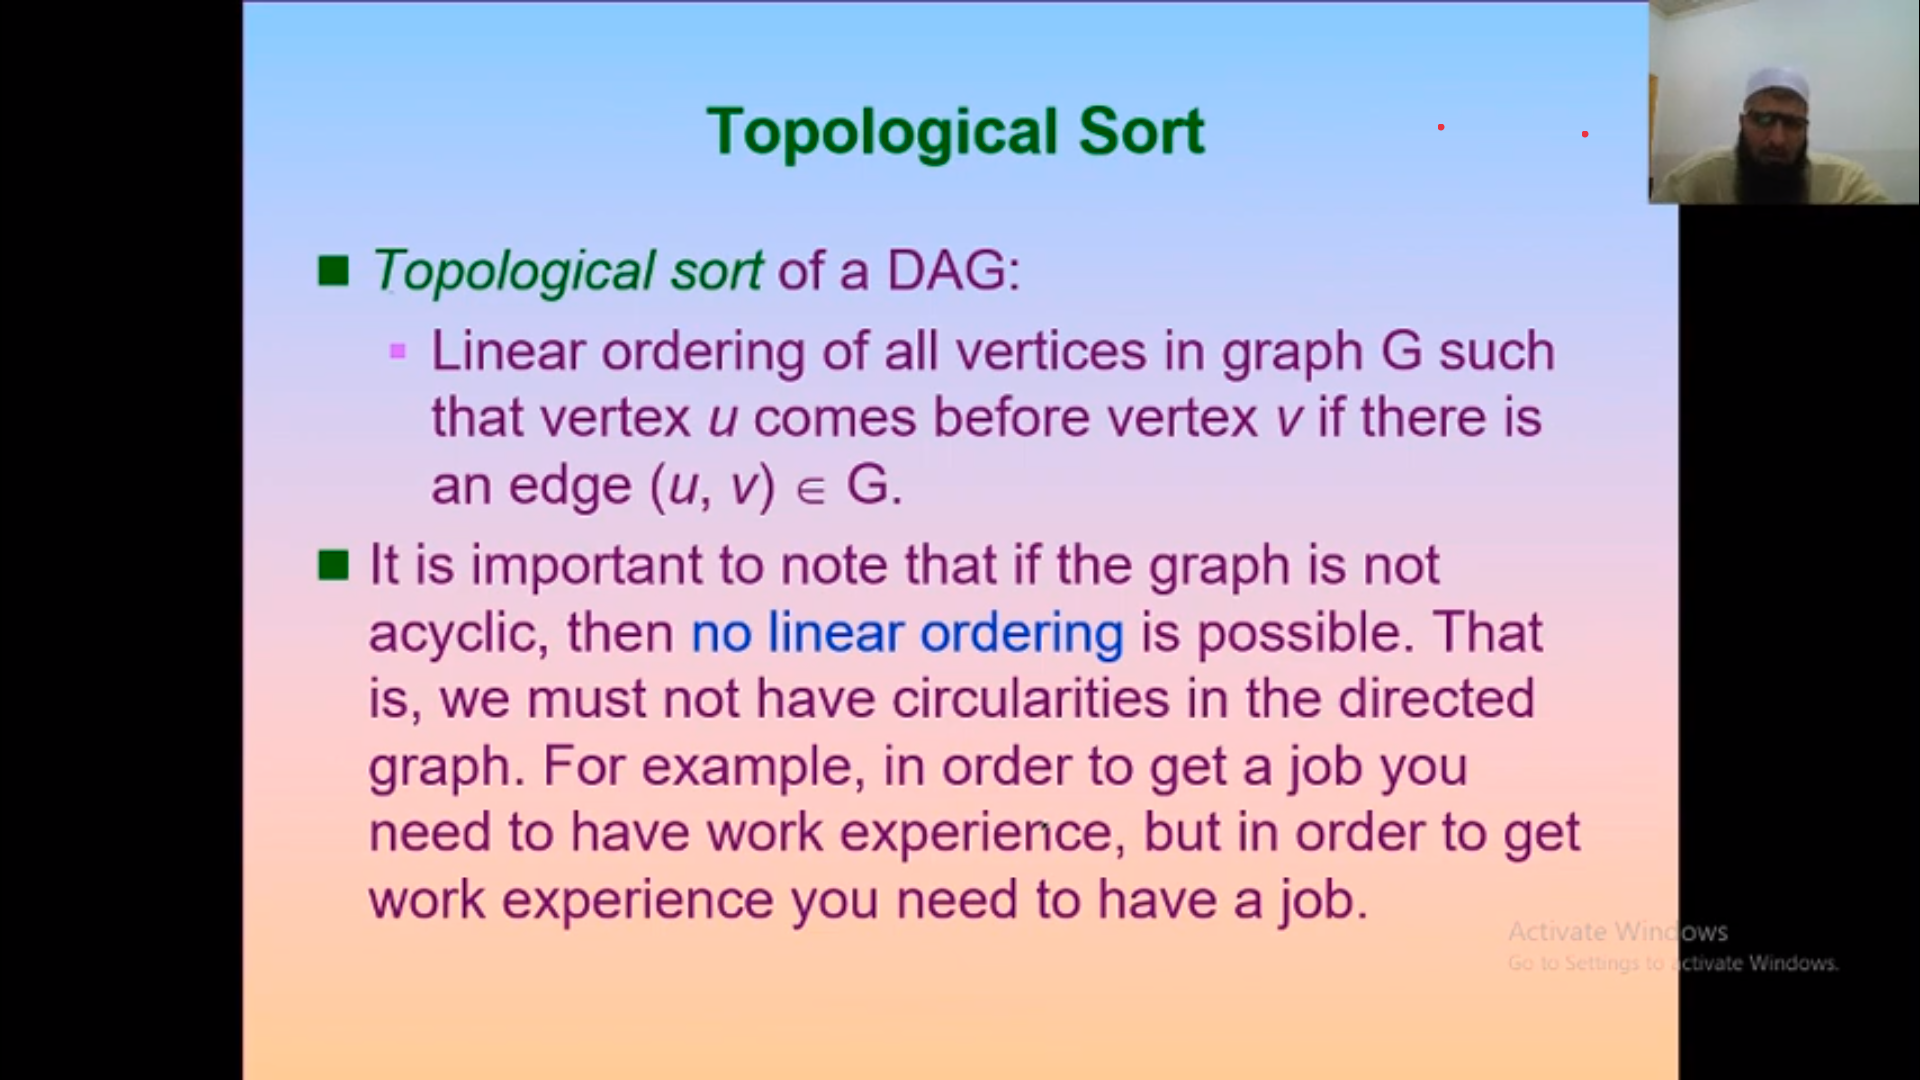 Topological Sort
Topological sort of a DAG:
Linear ordering of all vertices in graph G such
that vertex u comes before vertex v if there is
an edge (u, v) ∈ G.
It is important to note that if the graph is not
acyclic, then no linear ordering is possible. That
is, we must not have circularities in the directed
graph. For example, in order to get a job you
need to have work experience, but in order to get
work experience you need to have a job.
Activate Windows
Go to Settings to activate Windows.